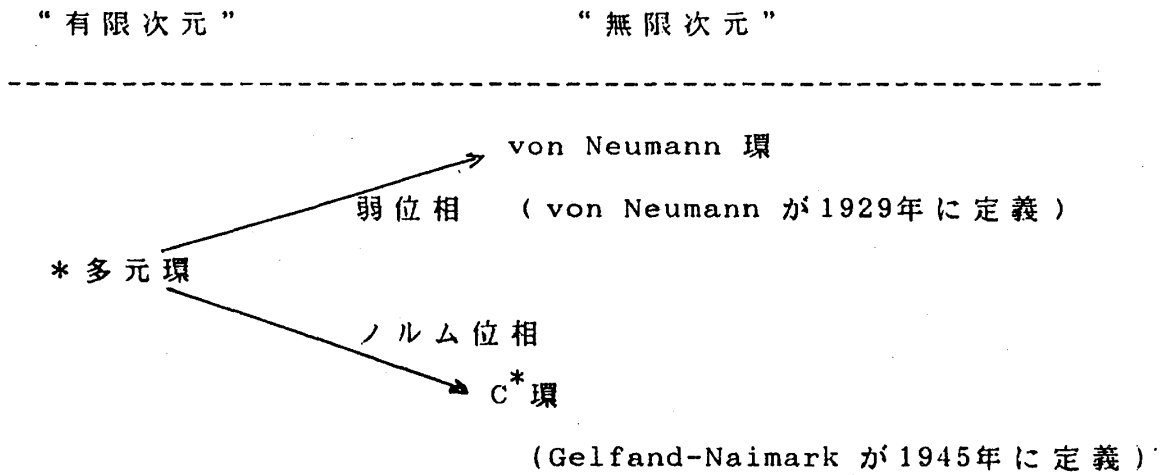 “有限次元” “無限次元”
von Neumann 環
弱位相 ( von Neumann が1929年に定義 )
*多元環
ノルム位相
C* 環
(Gelfand-Naimark が1945年に定義)